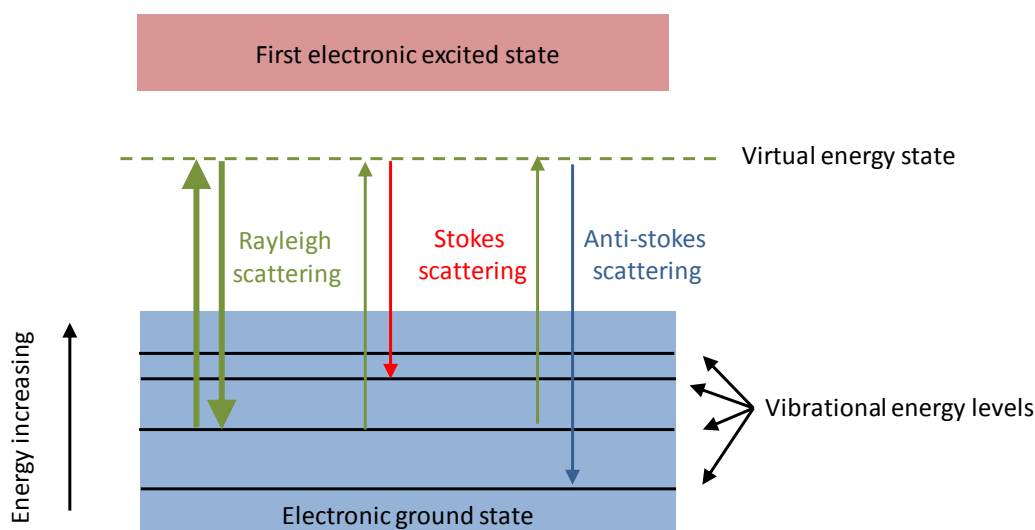 First electronic excited state
Virtual energy state
Rayleigh
scattering
Stokes
scattering
Anti-stokes
scattering
Energy increasing
Vibrational energy levels
Electronic ground state